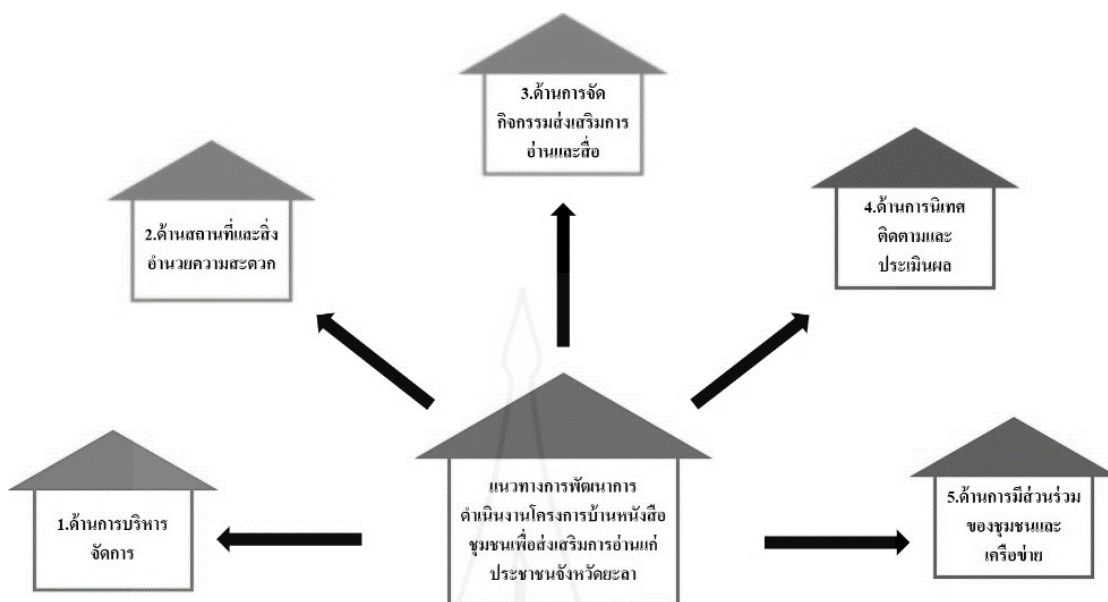 3.ด้านการจัด
กิจกรรมส่งเสริมการ
อ่านและสื่อ
2.ด้านสถานที่และสิ่ง
อำนวยความสะดวก
4.ด้านการนิเทศ
ติดตามและ
ประเมินผล
1.ด้านการบริหาร
จัดการ
แนวทางการพัฒนาการ
ดำเนินงานโครงการบ้านหนังสือ
ชุมชนเพื่อส่งเสริมการอ่านแก่
ประชาชนจังหวัดยะลา
5.ด้านการมีส่วนร่วม
ของชุมชนและ
เครือข่าย